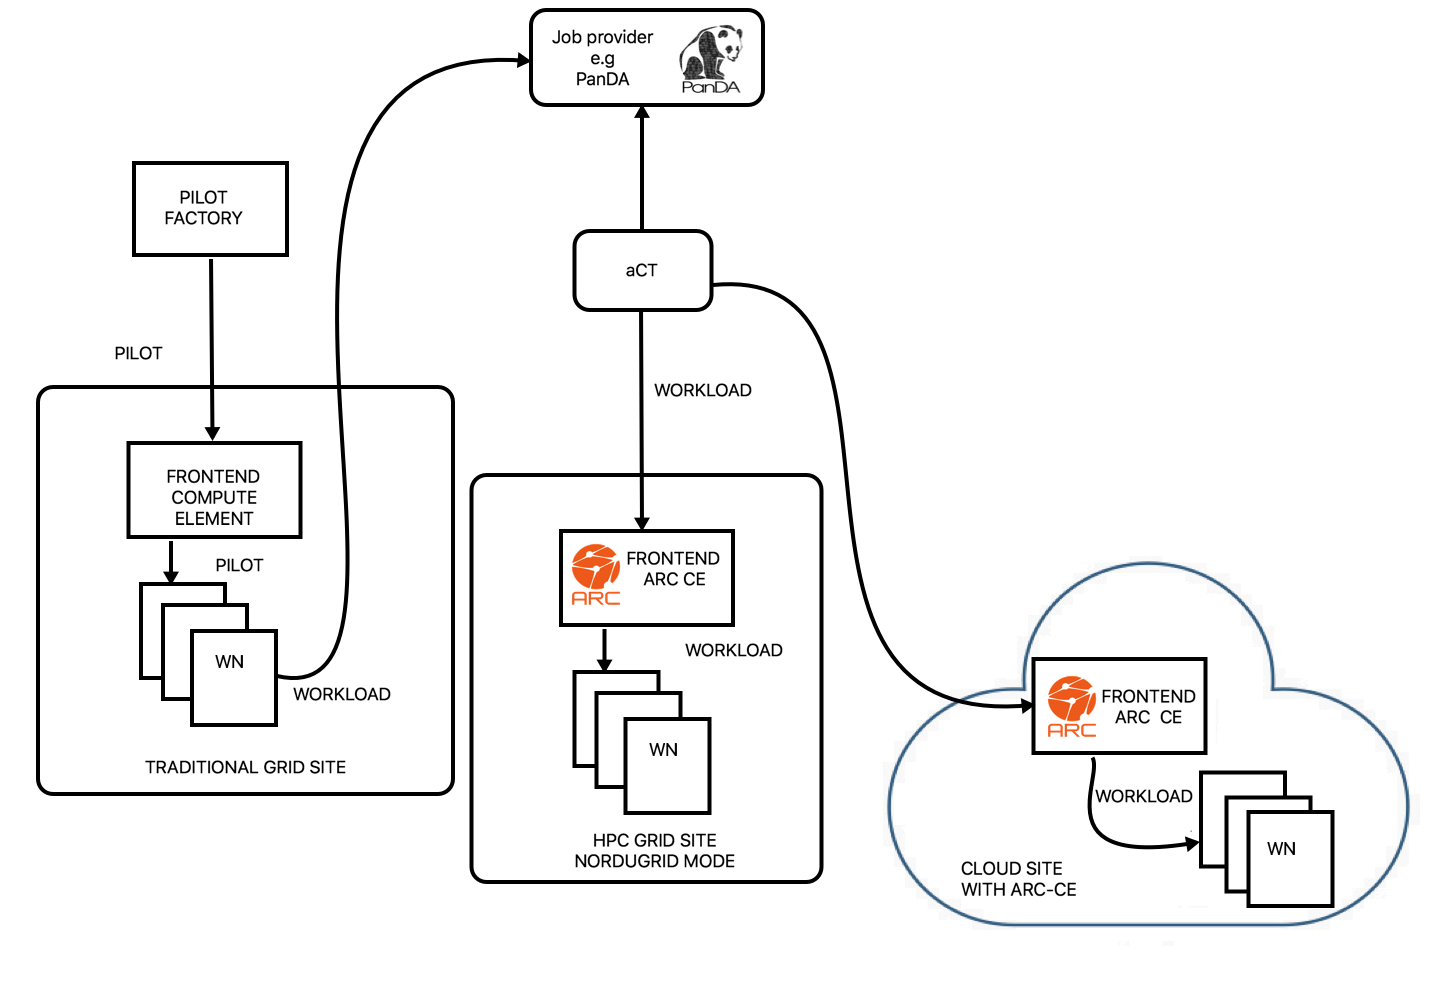 Job provider
e.g
PanDA
PanDA
PILOT
FACTORY
aCT
PILOT
WORKLOAD
FRONTEND
COMPUTE
ELEMENT
PILOT
WN
WORKLOAD
TRADITIONAL GRID SITE
FRONTEND
ARC CE
ARC
WORKLOAD
WN
HPC GRID SITE
NORDUGRID MODE
FRONTEND
ARC CE
ARC
WORKLOAD
WN
CLOUD SITE
WITH ARC-CE